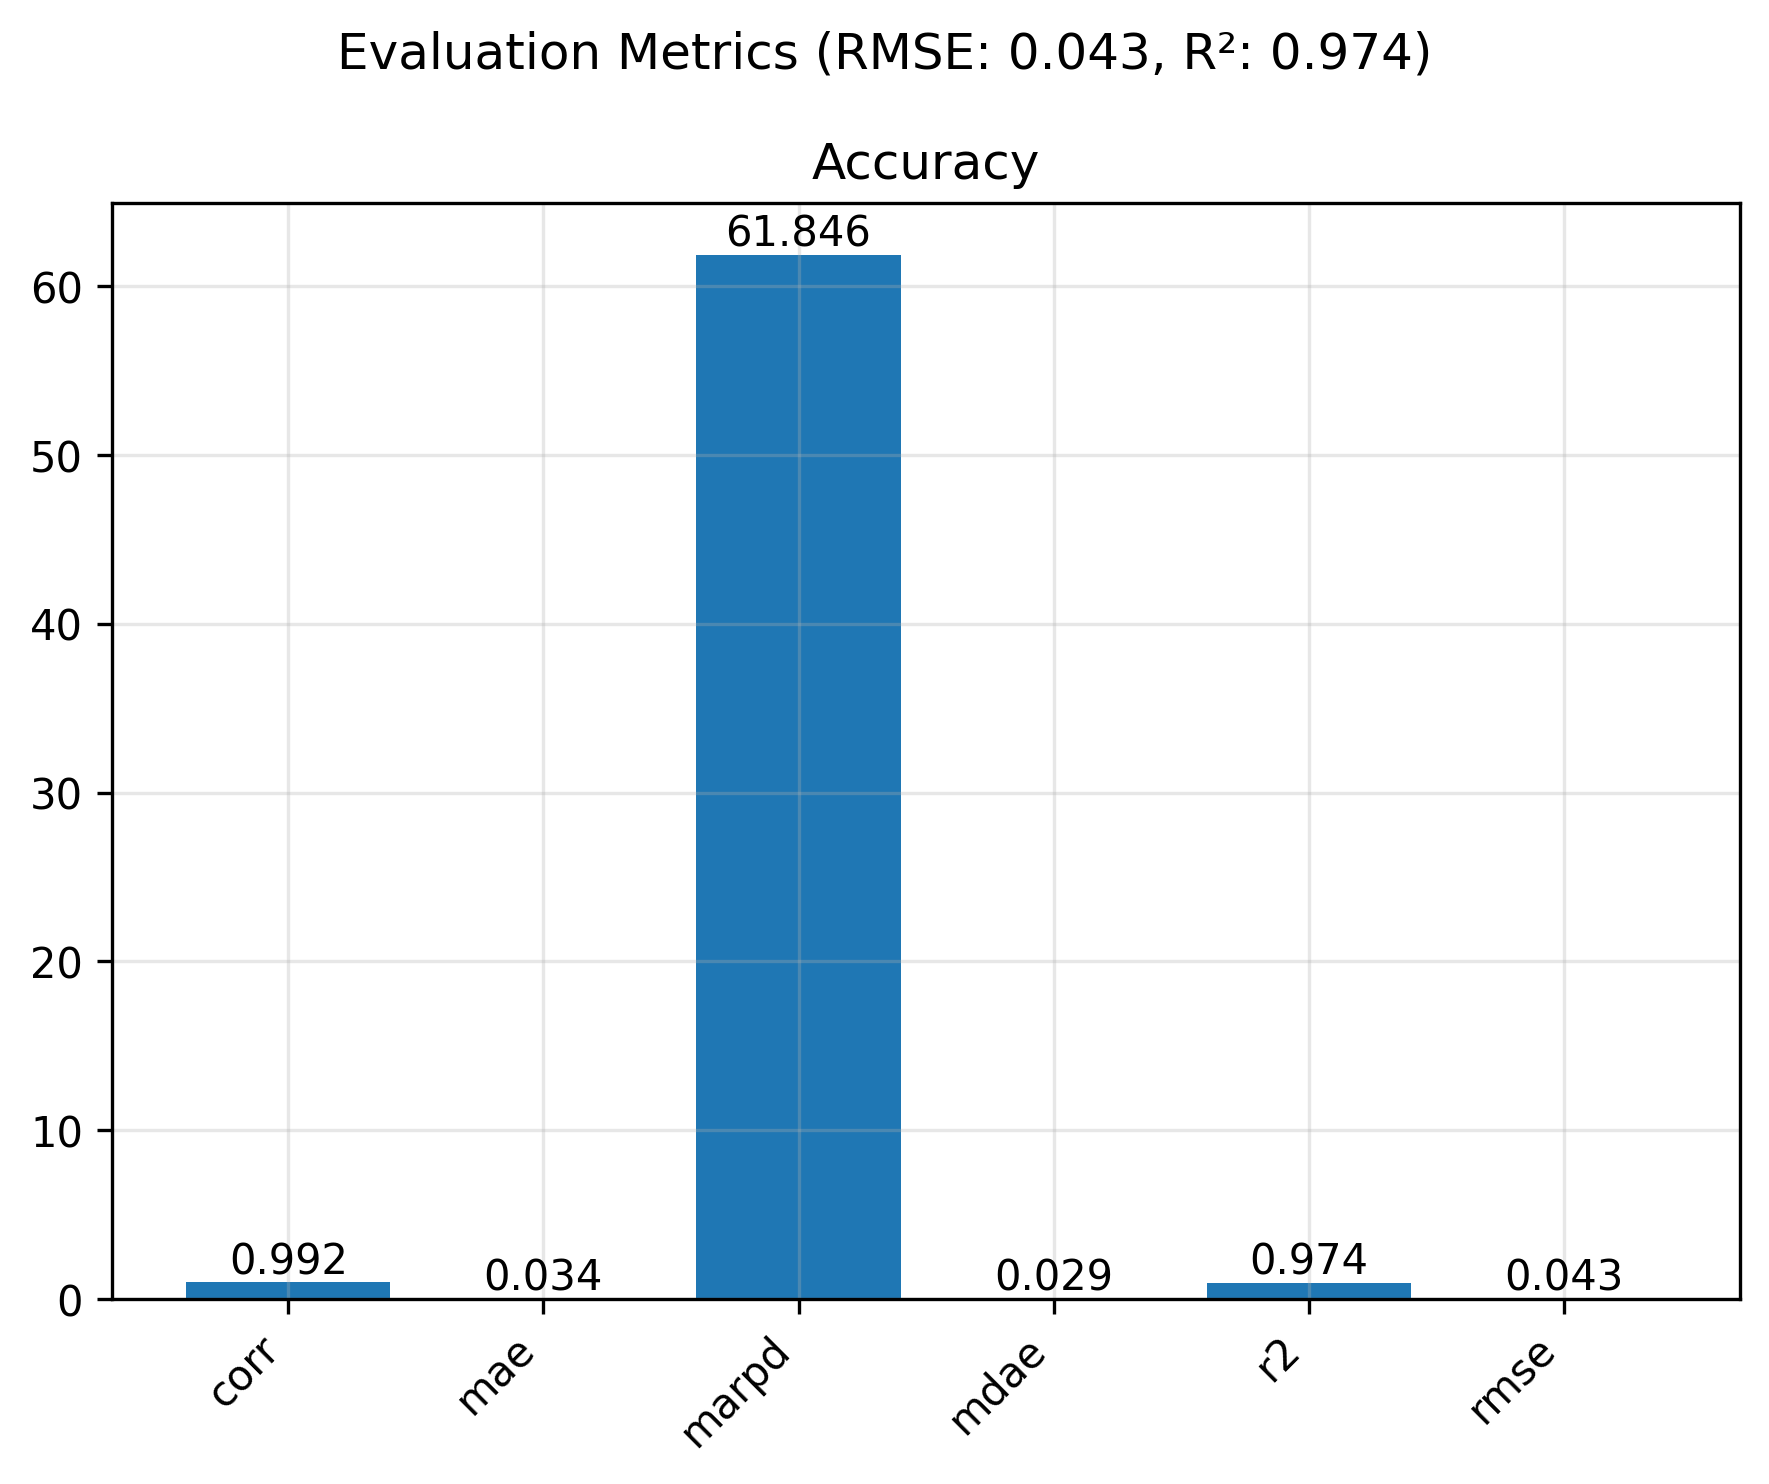 Evaluation Metrics (RMSE: 0.043, R²: 0.974)
Accuracy
61.846
60
50
40
30
20
10
0
0.992
0.034
0.029
0.974
0.043
corr
mae
marpd
mdae
r2
rmse